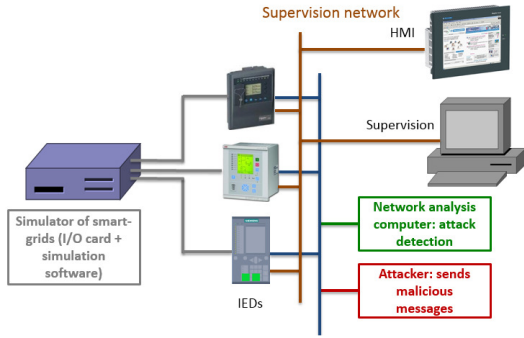 Supervision network
HMI
Supervision
Simulator of smart-
grids (I/O card +
simulation
software)
Network analysis
computer: attack
detection
Attacker: sends
malicious
messages
IEDs